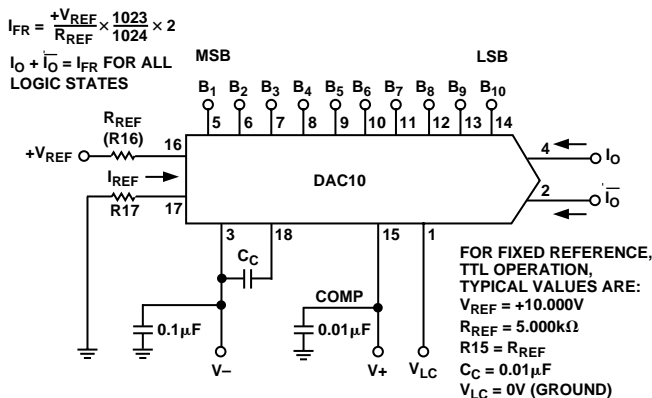 I_FR = +V_REF / R_REF × 1023 / 1024 × 2
I_O + I̅_O̅ = I_FR FOR ALL
LOGIC STATES
MSB
LSB
B1 B2 B3 B4 B5 B6 B7 B8 B9 B10
5 6 7 8 9 10 11 12 13 14
R_REF
(R16)
+V_REF
16
4
I_O
I_REF
DAC10
R17
17
2
I̅_O̅
3
18
15
1
C_C
COMP
0.1µF
0.01µF
V–
V+
V_LC
FOR FIXED REFERENCE,
TTL OPERATION,
TYPICAL VALUES ARE:
V_REF = +10.000V
R_REF = 5.000kΩ
R15 = R_REF
C_C = 0.01µF
V_LC = 0V (GROUND)